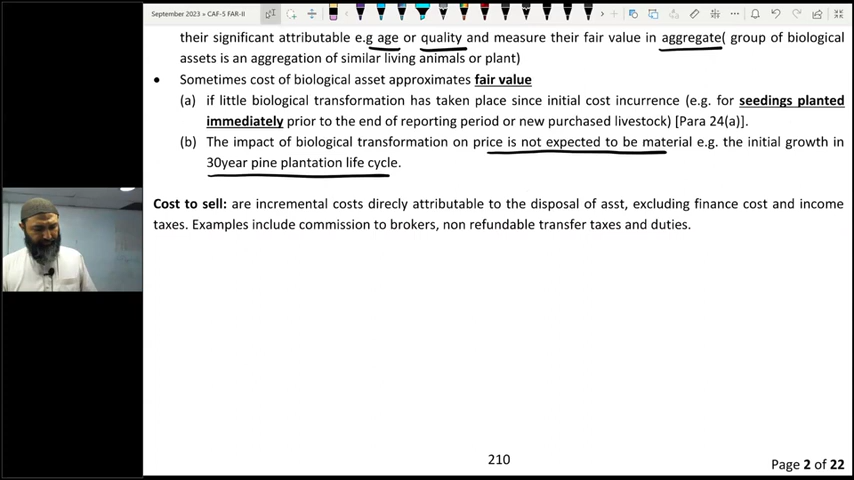 September 2023 » CAF-5 FAR-II
their significant attributable e.g age or quality and measure their fair value in aggregate( group of biological
assets is an aggregation of similar living animals or plant)
• Sometimes cost of biological asset approximates fair value
(a) if little biological transformation has taken place since initial cost incurrence (e.g. for seedings planted
immediately prior to the end of reporting period or new purchased livestock) [Para 24(a)].
(b) The impact of biological transformation on price is not expected to be material e.g. the initial growth in
30year pine plantation life cycle.
Cost to sell: are incremental costs direcly attributable to the disposal of asst, excluding finance cost and income
taxes. Examples include commission to brokers, non refundable transfer taxes and duties.
210
Page 2 of 22